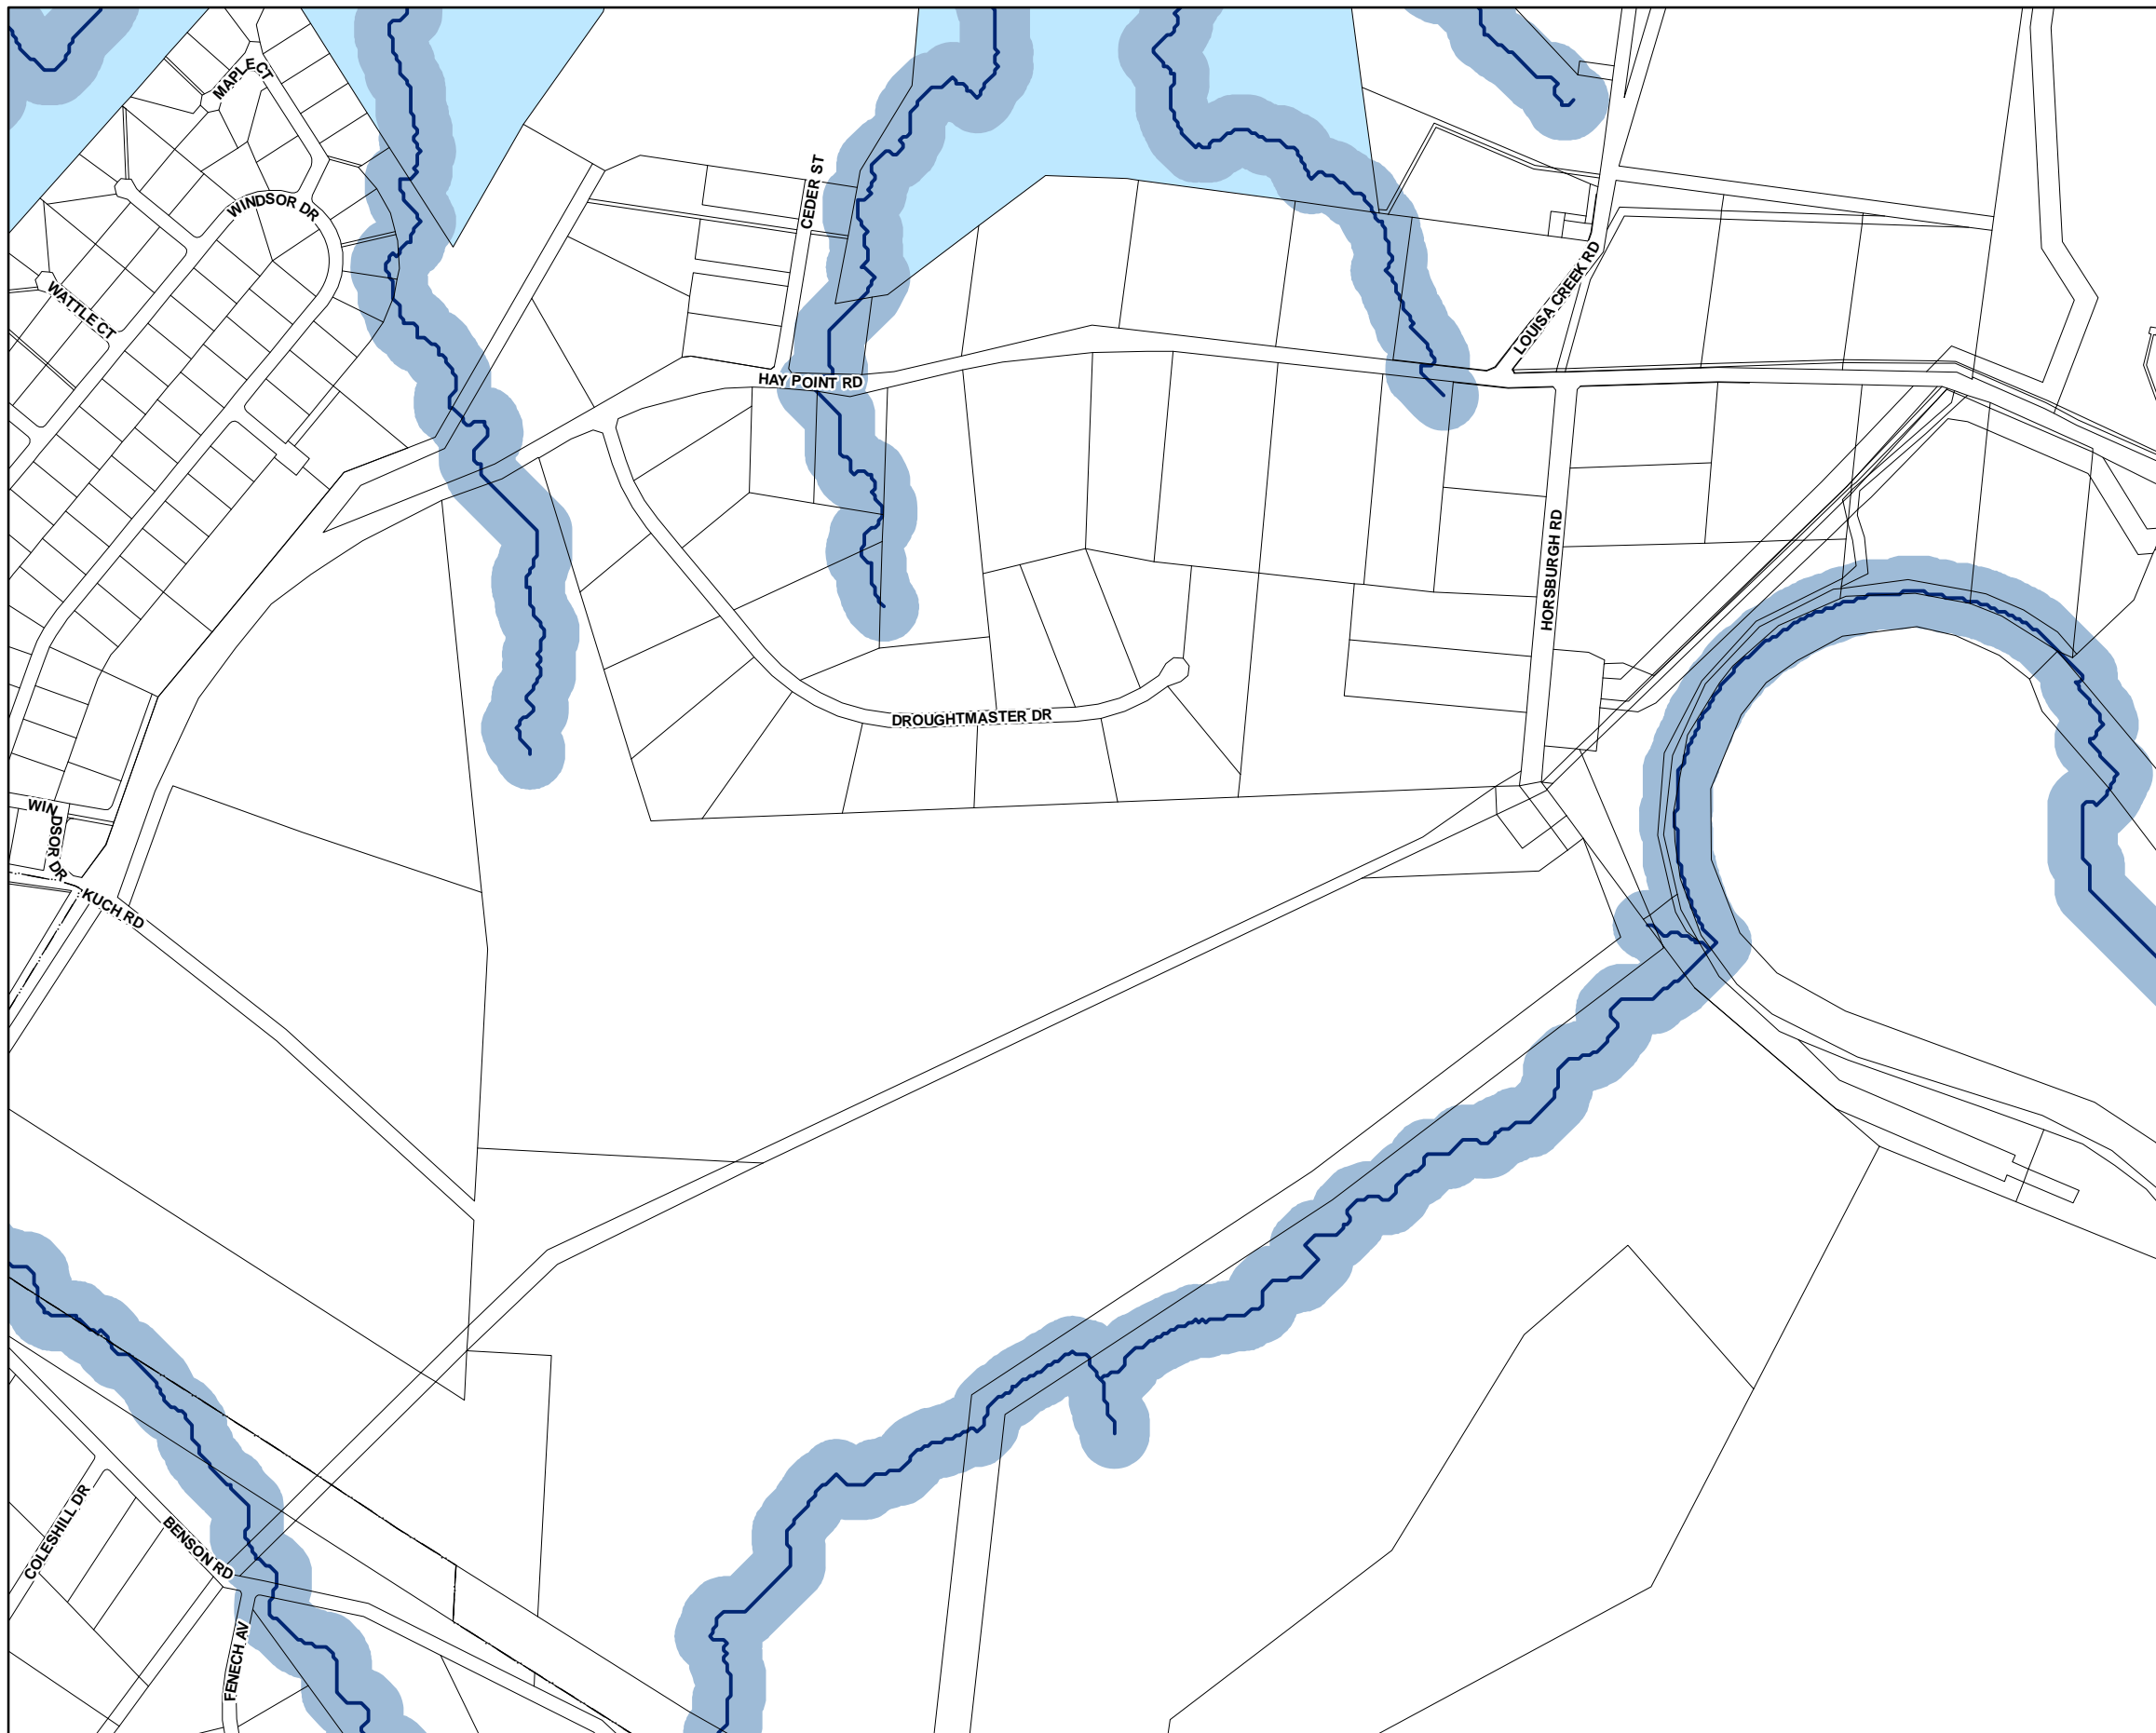 MAPLE CT
WINDSOR DR
CEDER ST
WATTLE CT
LOUISA CREEK RD
HAY POINT RD
HORSBURGH RD
DROUGHTMASTER DR
WINDSOR DR
KUCH RD
COLESHILL DR
BENSON RD
FENECH AV